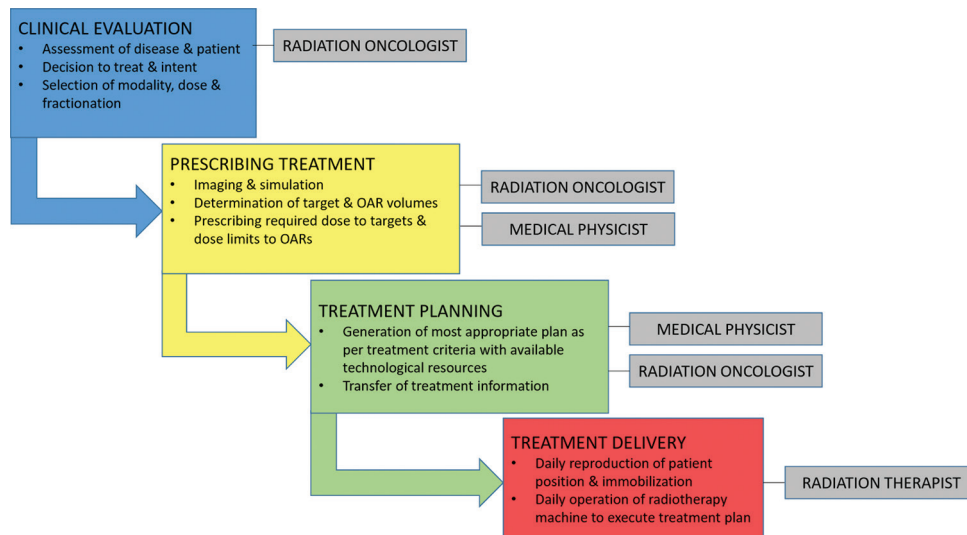 CLINICAL EVALUATION
• Assessment of disease & patient
• Decision to treat & intent
• Selection of modality, dose &
fractionation
RADIATION ONCOLOGIST
PRESCRIBING TREATMENT
• Imaging & simulation
• Determination of target & OAR volumes
• Prescribing required dose to targets &
dose limits to OARs
RADIATION ONCOLOGIST
MEDICAL PHYSICIST
TREATMENT PLANNING
• Generation of most appropriate plan as
per treatment criteria with available
technological resources
• Transfer of treatment information
MEDICAL PHYSICIST
RADIATION ONCOLOGIST
TREATMENT DELIVERY
• Daily reproduction of patient
position & immobilization
• Daily operation of radiotherapy
machine to execute treatment plan
RADIATION THERAPIST